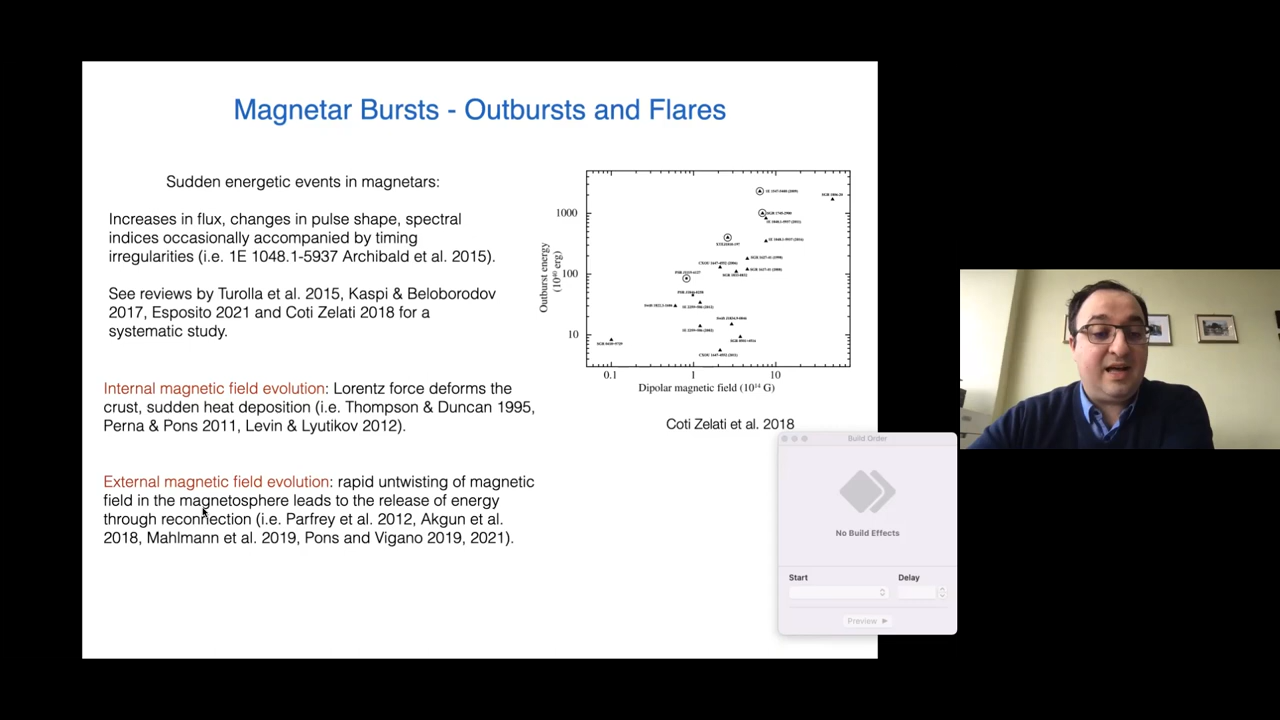 Magnetar Bursts - Outbursts and Flares
Sudden energetic events in magnetars:
Increases in flux, changes in pulse shape, spectral
indices occasionally accompanied by timing
irregularities (i.e. 1E 1048.1-5937 Archibald et al. 2015).
See reviews by Turolla et al. 2015, Kaspi & Beloborodov
2017, Esposito 2021 and Coti Zelati 2018 for a
systematic study.
Internal magnetic field evolution: Lorentz force deforms the
crust, sudden heat deposition (i.e. Thompson & Duncan 1995,
Perna & Pons 2011, Levin & Lyutikov 2012).
External magnetic field evolution: rapid untwisting of magnetic
field in the magnetosphere leads to the release of energy
through reconnection (i.e. Parfrey et al. 2012, Akgun et al.
2018, Mahlmann et al. 2019, Pons and Vigano 2019, 2021).
Outburst energy
(10⁴⁰ erg)
1000
100
10
0.1 1 10
Dipolar magnetic field (10¹⁴ G)
Coti Zelati et al. 2018
Build Order
No Build Effects
Start Delay
Preview